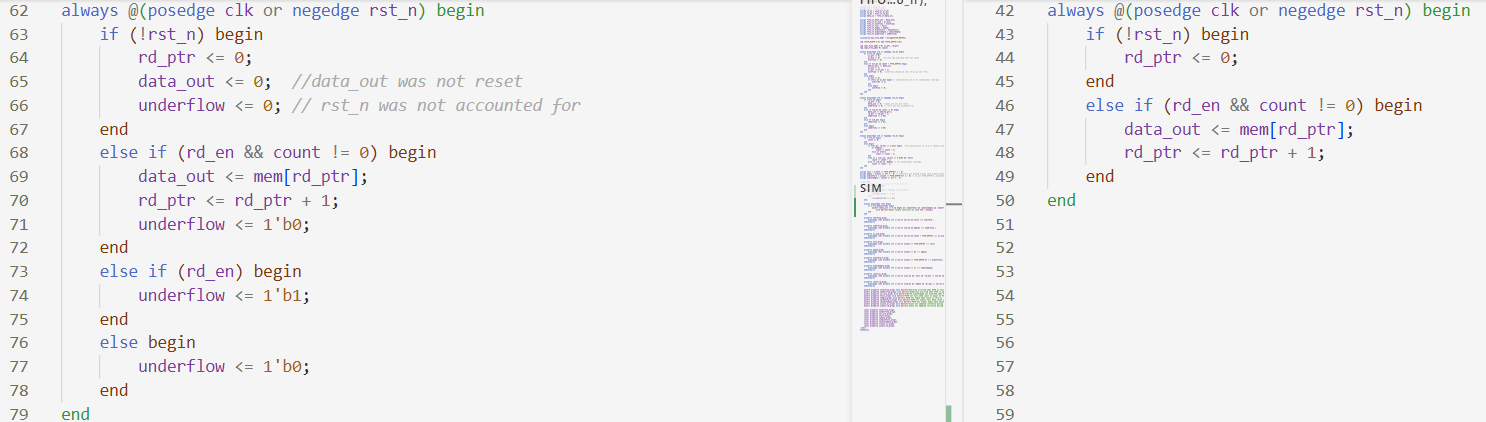 62 always @(posedge clk or negedge rst_n) begin
63 if (!rst_n) begin
64 rd_ptr <= 0;
65 data_out <= 0; //data_out was not reset
66 underflow <= 0; // rst_n was not accounted for
67 end
68 else if (rd_en && count != 0) begin
69 data_out <= mem[rd_ptr];
70 rd_ptr <= rd_ptr + 1;
71 underflow <= 1'b0;
72 end
73 else if (rd_en) begin
74 underflow <= 1'b1;
75 end
76 else begin
77 underflow <= 1'b0;
78 end
79 end
SIM
42 always @(posedge clk or negedge rst_n) begin
43 if (!rst_n) begin
44 rd_ptr <= 0;
45 end
46 else if (rd_en && count != 0) begin
47 data_out <= mem[rd_ptr];
48 rd_ptr <= rd_ptr + 1;
49 end
50 end
51
52
53
54
55
56
57
58
59